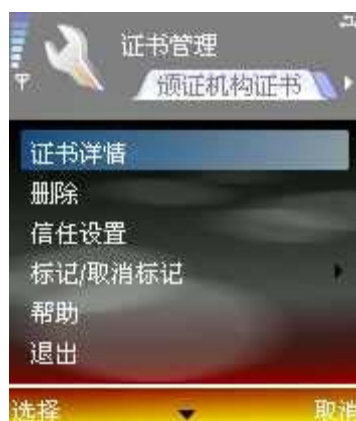 证书管理
颁证机构证书
证书详情
删除
信任设置
标记/取消标记
帮助
退出
选择 取消